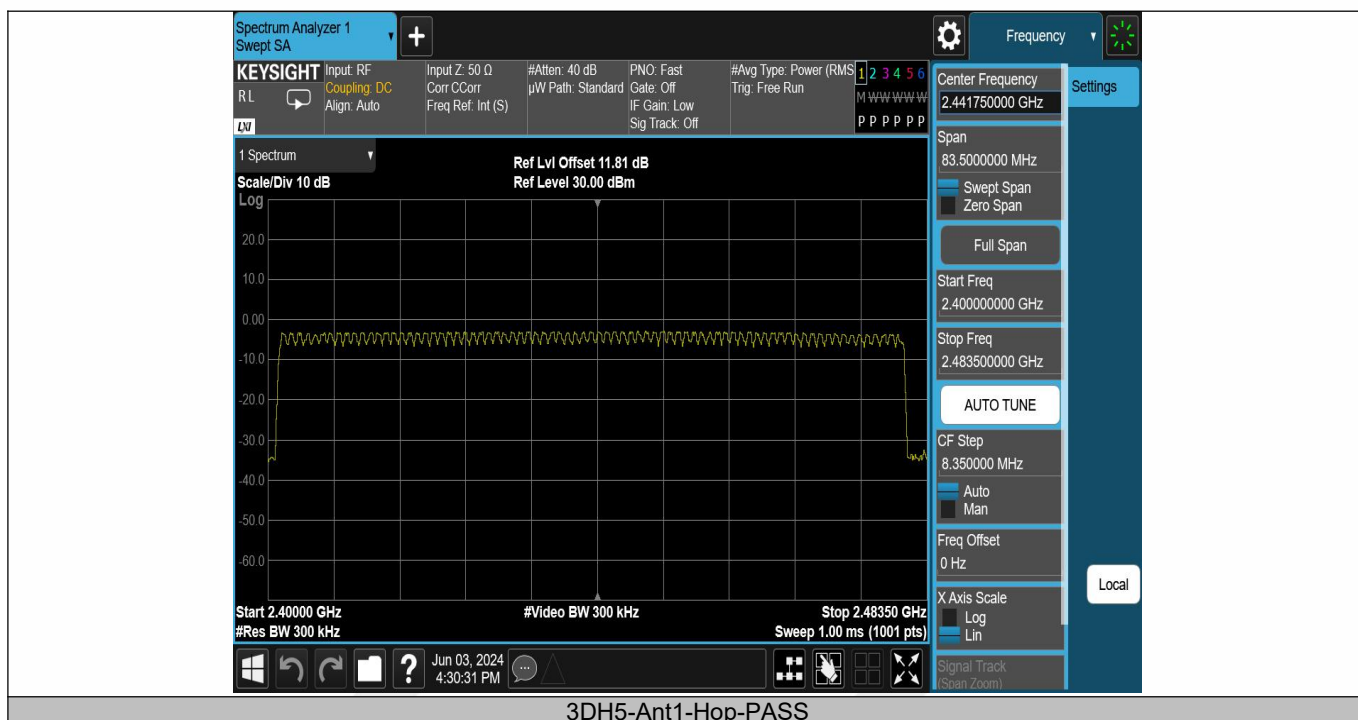 Spectrum Analyzer 1
Swept SA
+
Frequency
KEYSIGHT
R L
LXI
Input: RF
Coupling: DC
Align: Auto
Input Z: 50 Ω
Corr CCorr
Freq Ref: Int (S)
#Atten: 40 dB
µW Path: Standard
PNO: Fast
Gate: Off
IF Gain: Low
Sig Track: Off
#Avg Type: Power (RMS
Trig: Free Run
1 2 3 4 5 6
M W W W W W
P P P P P P
1 Spectrum
Scale/Div 10 dB
Ref Lvl Offset 11.81 dB
Ref Level 30.00 dBm
Log
20.0
10.0
0.00
-10.0
-20.0
-30.0
-40.0
-50.0
-60.0
Start 2.40000 GHz
#Res BW 300 kHz
#Video BW 300 kHz
Stop 2.48350 GHz
Sweep 1.00 ms (1001 pts)
Center Frequency
2.441750000 GHz
Settings
Span
83.5000000 MHz
Swept Span
Zero Span
Full Span
Start Freq
2.400000000 GHz
Stop Freq
2.483500000 GHz
AUTO TUNE
CF Step
8.350000 MHz
Auto
Man
Freq Offset
0 Hz
X Axis Scale
Log
Lin
Signal Track
(Span Zoom)
Local
?
Jun 03, 2024
4:30:31 PM
3DH5-Ant1-Hop-PASS